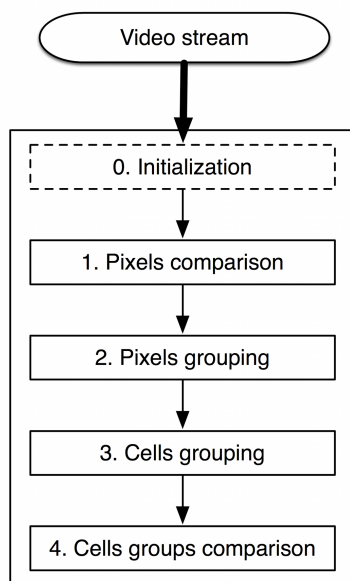 Video stream
0. Initialization
1. Pixels comparison
2. Pixels grouping
3. Cells grouping
4. Cells groups comparison